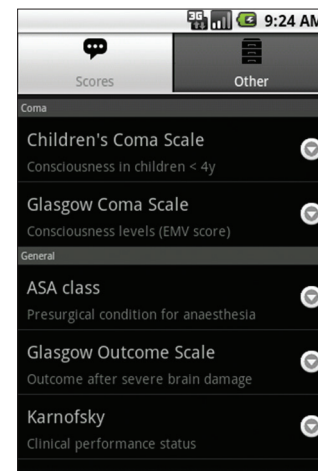 3G 9:24 AM
Scores Other
Coma
Children's Coma Scale
Consciousness in children < 4y
Glasgow Coma Scale
Consciousness levels (EMV score)
General
ASA class
Presurgical condition for anaesthesia
Glasgow Outcome Scale
Outcome after severe brain damage
Karnofsky
Clinical performance status